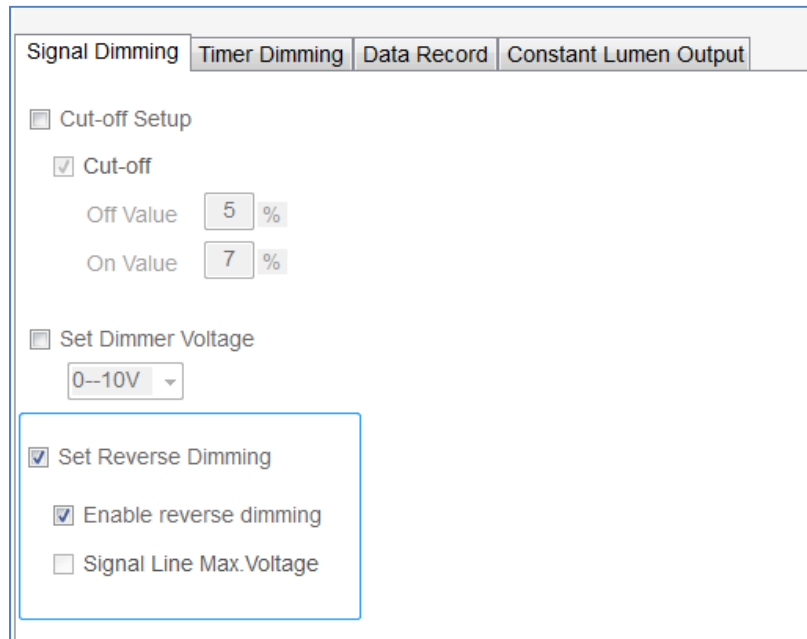 Signal Dimming Timer Dimming Data Record Constant Lumen Output
Cut-off Setup
Cut-off
Off Value 5 %
On Value 7 %
Set Dimmer Voltage
0--10V
Set Reverse Dimming
Enable reverse dimming
Signal Line Max.Voltage